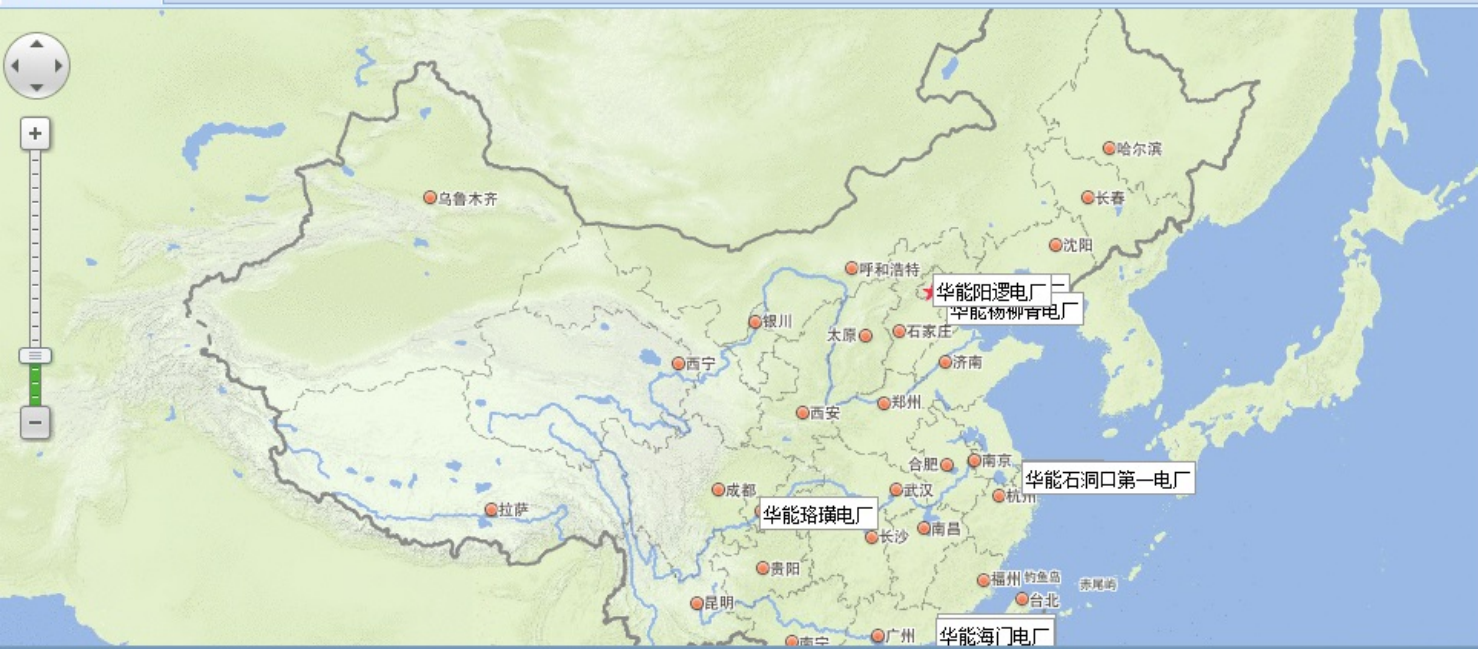 哈尔滨
乌鲁木齐
长春
沈阳
呼和浩特
华能阳逻电厂
华能杨柳青电厂
银川
太原
石家庄
西宁
济南
郑州
西安
合肥
南京
华能石洞口第一电厂
成都
武汉
杭州
拉萨
华能珞璜电厂
南昌
长沙
贵阳
福州
钓鱼岛
赤尾屿
昆明
台北
广州
华能海门电厂
南宁